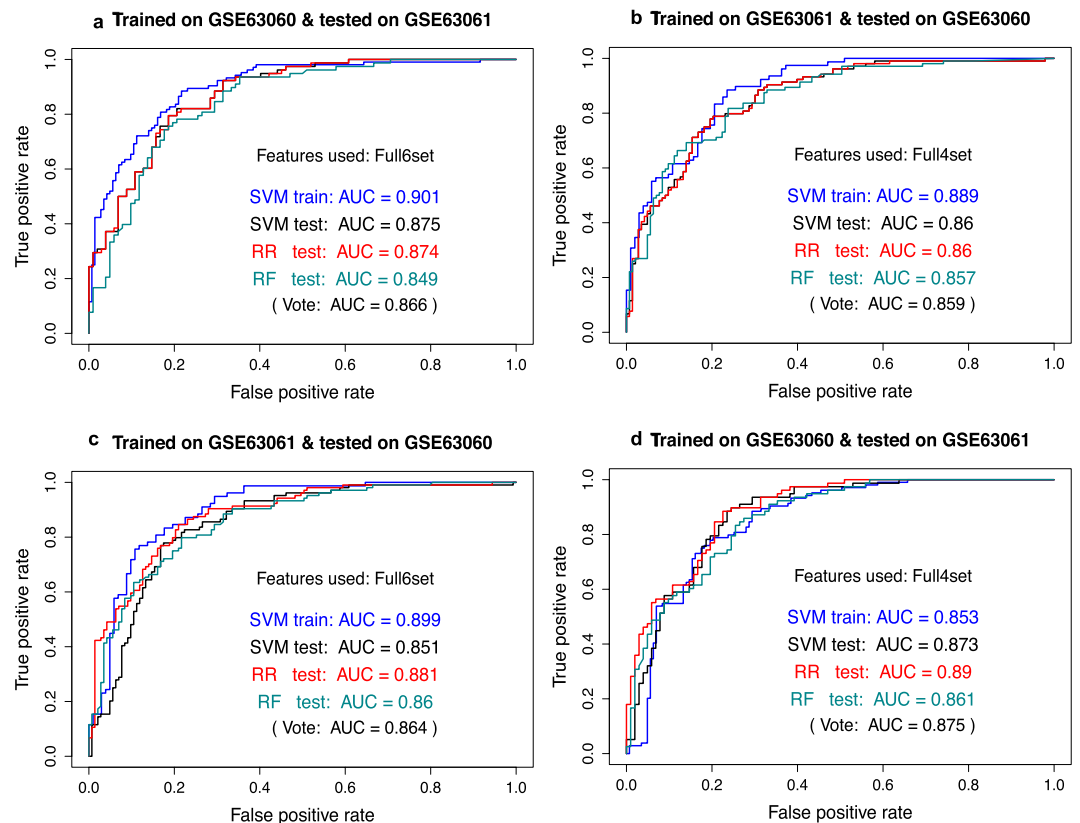 a Trained on GSE63060 & tested on GSE63061
True positive rate
0.0 0.2 0.4 0.6 0.8 1.0
Features used: Full6set
SVM train: AUC = 0.901
SVM test: AUC = 0.875
RR test: AUC = 0.874
RF test: AUC = 0.849
( Vote: AUC = 0.866 )
0.0 0.2 0.4 0.6 0.8 1.0
False positive rate
b Trained on GSE63061 & tested on GSE63060
True positive rate
0.0 0.2 0.4 0.6 0.8 1.0
Features used: Full4set
SVM train: AUC = 0.889
SVM test: AUC = 0.86
RR test: AUC = 0.86
RF test: AUC = 0.857
( Vote: AUC = 0.859 )
0.0 0.2 0.4 0.6 0.8 1.0
False positive rate
c Trained on GSE63061 & tested on GSE63060
True positive rate
0.0 0.2 0.4 0.6 0.8 1.0
Features used: Full6set
SVM train: AUC = 0.899
SVM test: AUC = 0.851
RR test: AUC = 0.881
RF test: AUC = 0.86
( Vote: AUC = 0.864 )
0.0 0.2 0.4 0.6 0.8 1.0
False positive rate
d Trained on GSE63060 & tested on GSE63061
True positive rate
0.0 0.2 0.4 0.6 0.8 1.0
Features used: Full4set
SVM train: AUC = 0.853
SVM test: AUC = 0.873
RR test: AUC = 0.89
RF test: AUC = 0.861
( Vote: AUC = 0.875 )
0.0 0.2 0.4 0.6 0.8 1.0
False positive rate